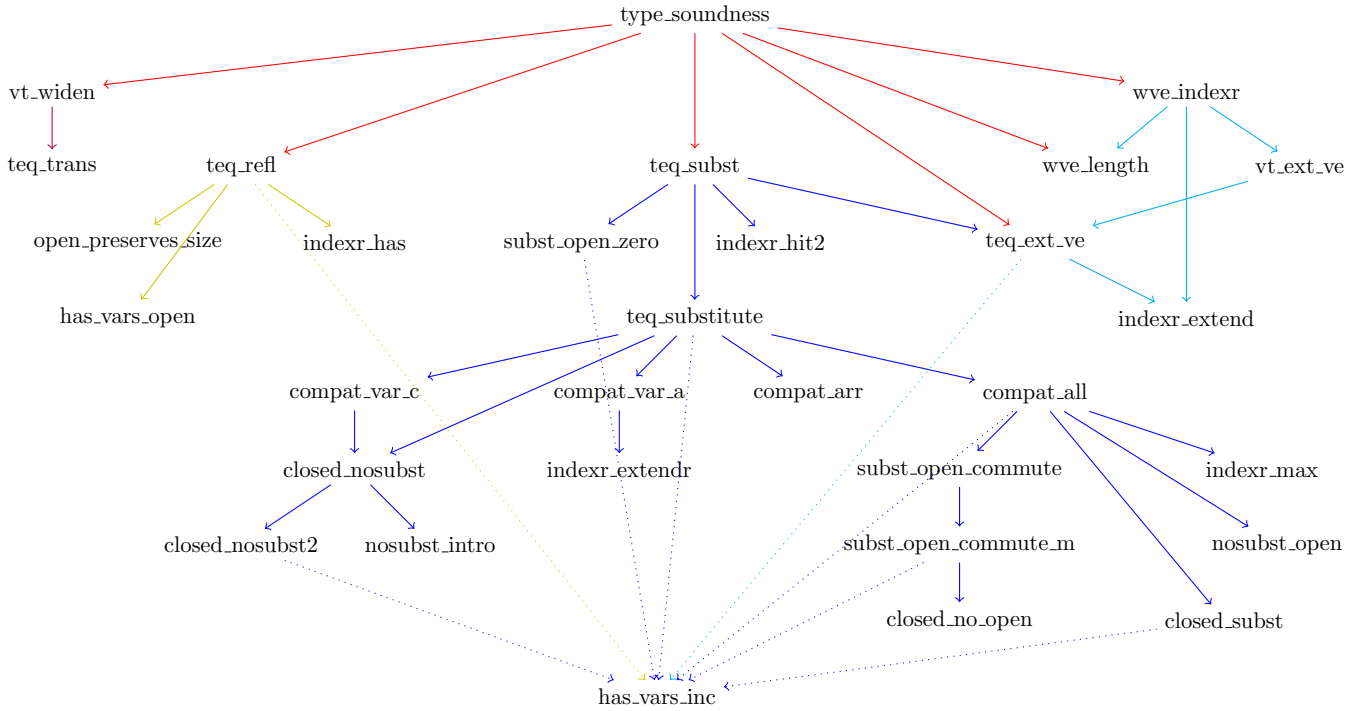 type_soundness
vt_widen
wve_indexr
teq_trans
teq_refl
teq_subst
wve_length
vt_ext_ve
open_preserves_size
indexr_has
subst_open_zero
indexr_hit2
teq_ext_ve
has_vars_open
teq_substitute
indexr_extend
compat_var_c
compat_var_a
compat_arr
compat_all
closed_nosubst
indexr_extendr
subst_open_commute
indexr_max
closed_nosubst2
nosubst_intro
subst_open_commute_m
nosubst_open
closed_no_open
closed_subst
has_vars_inc